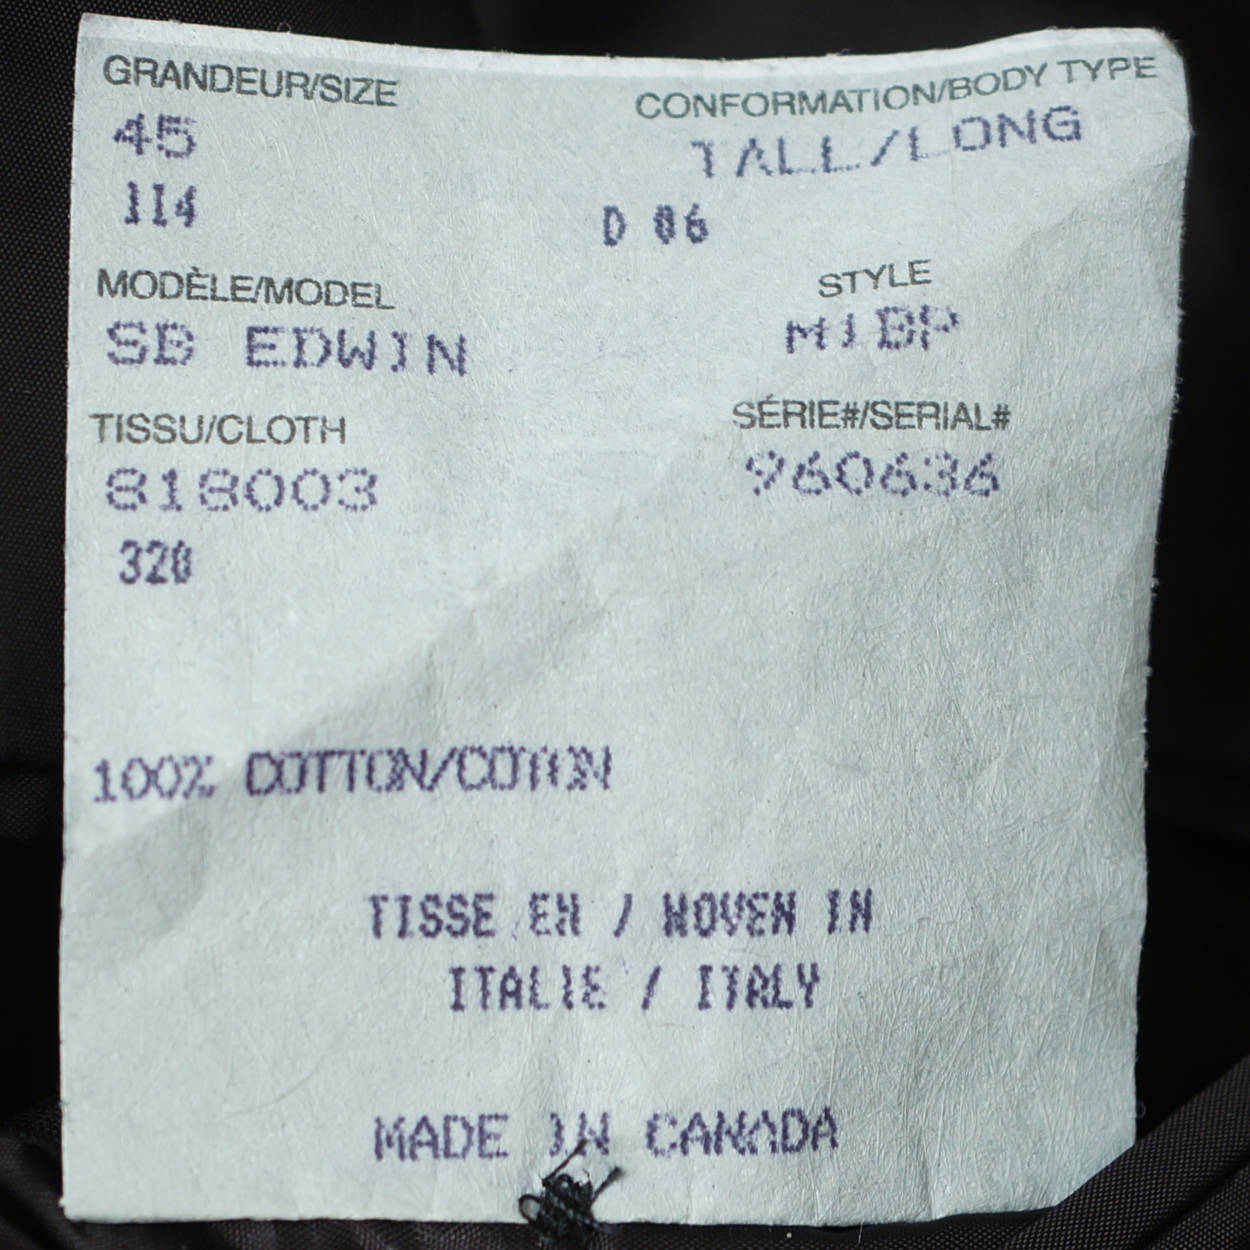 GRANDEUR/SIZE
CONFORMATION/BODY TYPE
45
TALL/LONG
114
D 06
MODÈLE/MODEL
STYLE
SB EDWIN
M1BP
TISSU/CLOTH
SÉRIE#/SERIAL#
818003
960636
320
100% COTTON/COTON
TISSE EN / WOVEN IN
ITALIE / ITALY
MADE IN CANADA